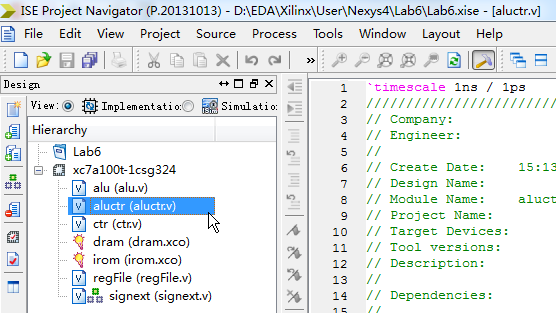 ISE Project Navigator (P.20131013) - D:\EDA\Xilinx\User\Nexys4\Lab6\Lab6.xise - [aluctr.v]
File Edit View Project Source Process Tools Window Layout Help
Design
View: Implementatio: Simulatio:
Hierarchy
Lab6
xc7a100t-1csg324
alu (alu.v)
aluctr (aluctr.v)
ctr (ctr.v)
dram (dram.xco)
irom (irom.xco)
regFile (regFile.v)
signext (signext.v)
1 `timescale 1ns / 1ps
2 ////////////////////////////
3 // Company:
4 // Engineer:
5 //
6 // Create Date: 15:13
7 // Design Name:
8 // Module Name: aluct
9 // Project Name:
10 // Target Devices:
11 // Tool versions:
12 // Description:
13 //
14 // Dependencies:
//